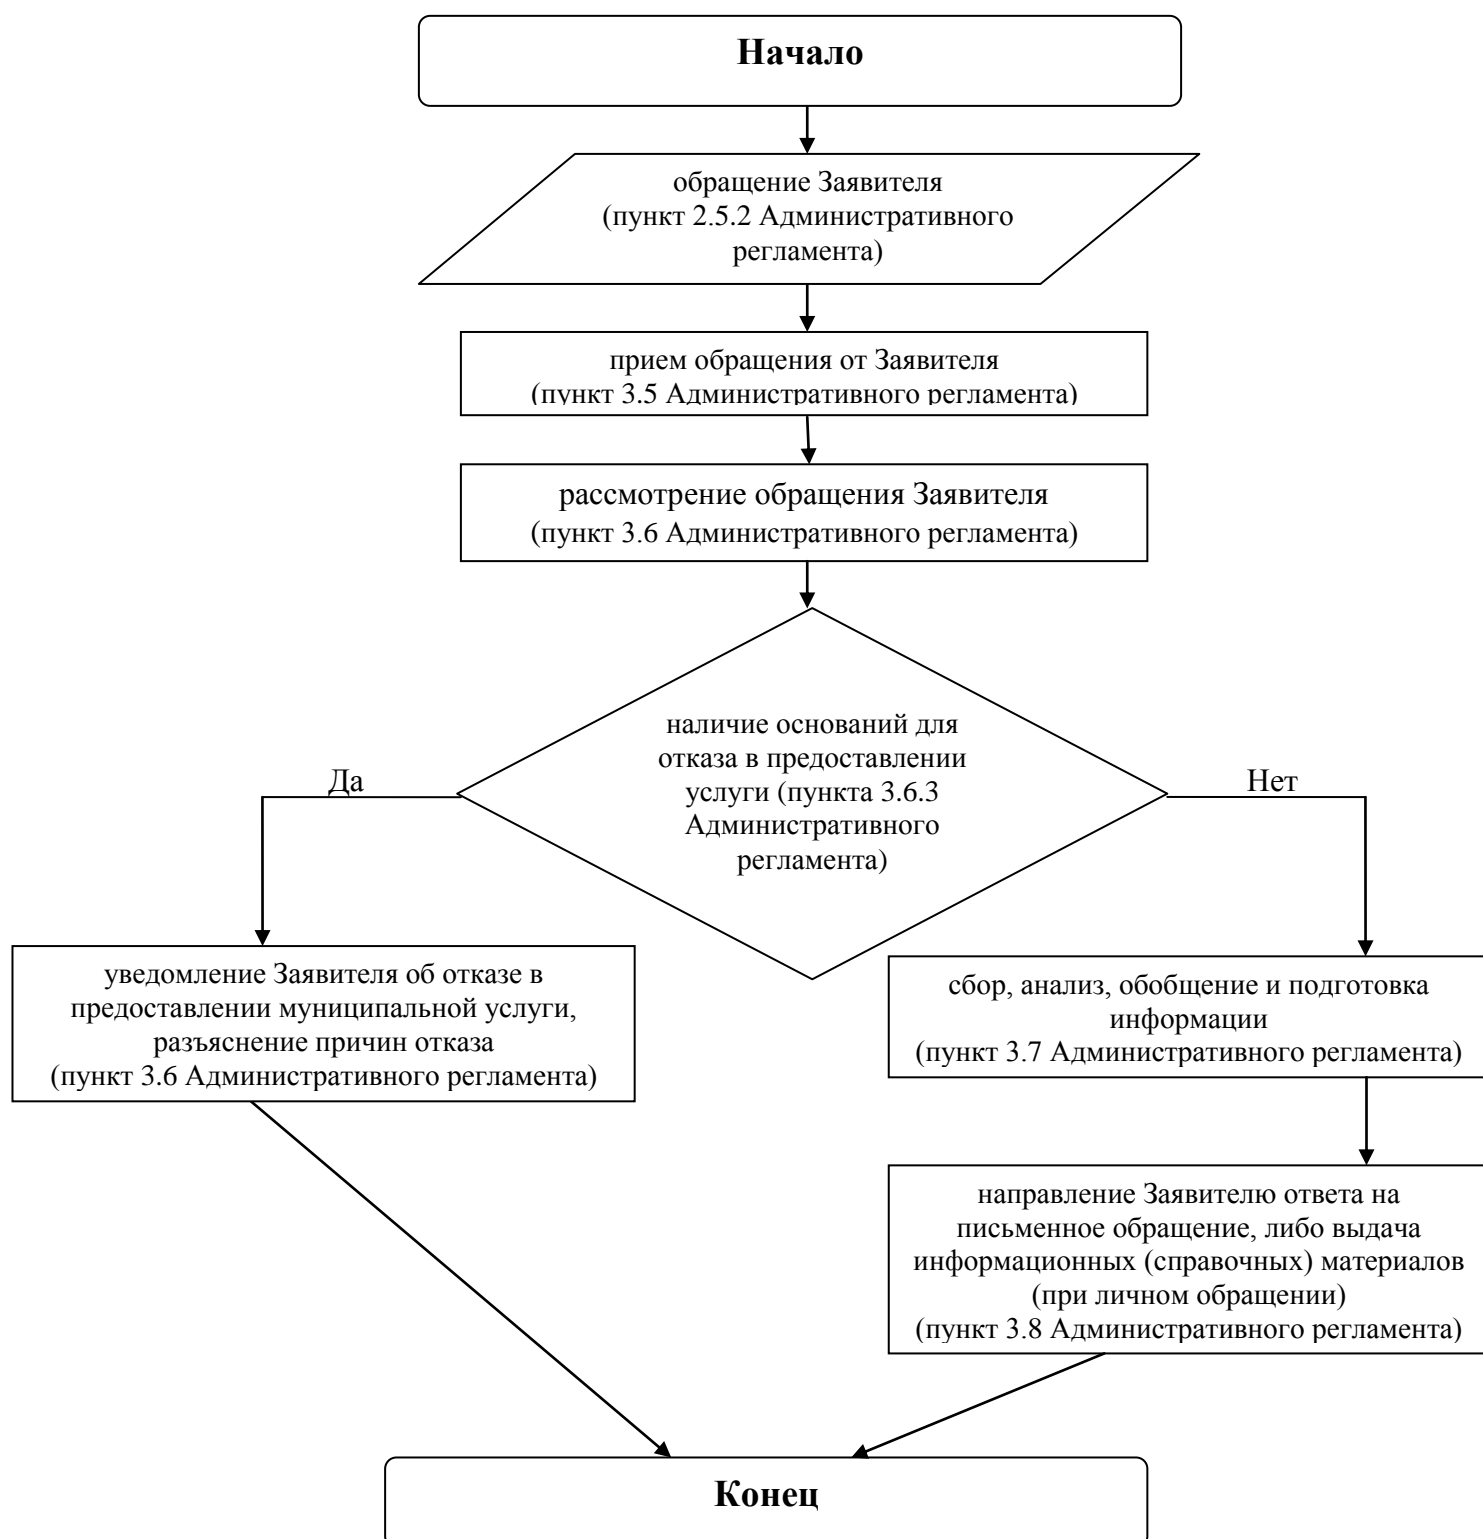 Начало
обращение Заявителя
(пункт 2.5.2 Административного
регламента)
прием обращения от Заявителя
(пункт 3.5 Административного регламента)
рассмотрение обращения Заявителя
(пункт 3.6 Административного регламента)
наличие оснований для
отказа в предоставлении
услуги (пункта 3.6.3
Административного
регламента)
Да
Нет
уведомление Заявителя об отказе в
предоставлении муниципальной услуги,
разъяснение причин отказа
(пункт 3.6 Административного регламента)
сбор, анализ, обобщение и подготовка
информации
(пункт 3.7 Административного регламента)
направление Заявителю ответа на
письменное обращение, либо выдача
информационных (справочных) материалов
(при личном обращении)
(пункт 3.8 Административного регламента)
Конец